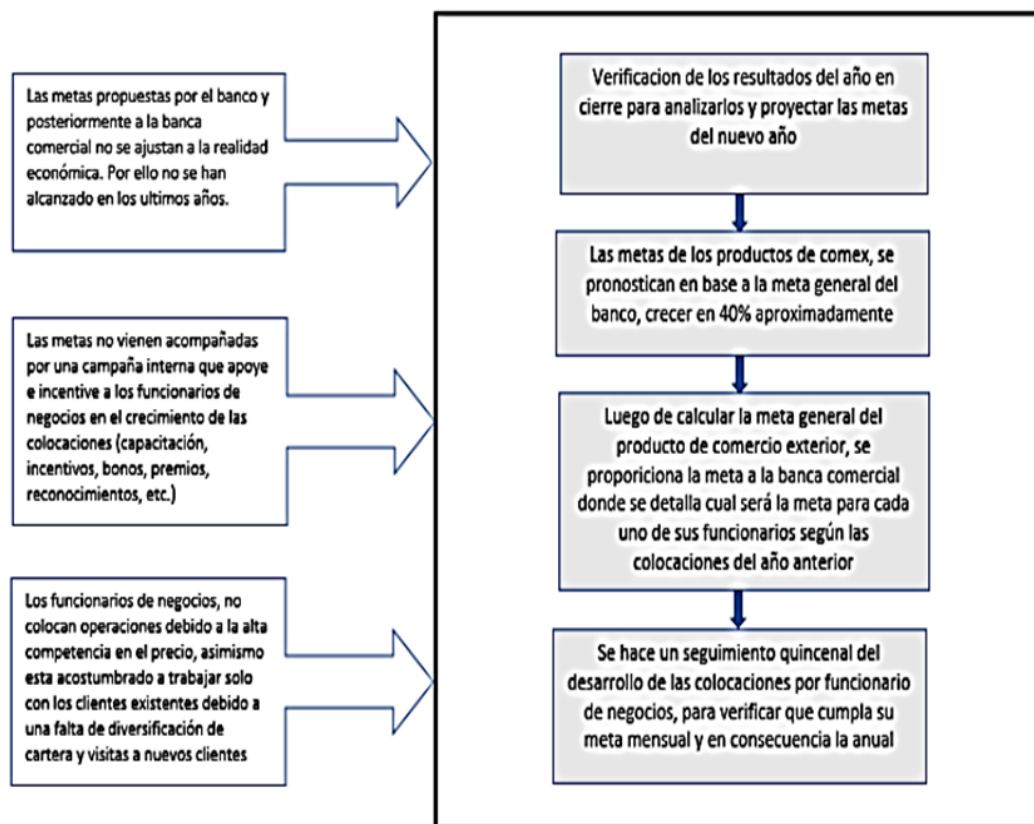 Las metas propuestas por el banco y
posteriormente a la banca
comercial no se ajustan a la realidad
económica. Por ello no se han
alcanzado en los ultimos años.
Las metas no vienen acompañadas
por una campaña interna que apoye
e incentive a los funcionarios de
negocios en el crecimiento de las
colocaciones (capacitación,
incentivos, bonos, premios,
reconocimientos, etc.)
Los funcionarios de negocios, no
colocan operaciones debido a la alta
competencia en el precio, asimismo
esta acostumbrado a trabajar solo
con los clientes existentes debido a
una falta de diversificación de
cartera y visitas a nuevos clientes
Verificacion de los resultados del año en
cierre para analizarlos y proyectar las metas
del nuevo año
Las metas de los productos de comex, se
pronostican en base a la meta general del
banco, crecer en 40% aproximadamente
Luego de calcular la meta general del
producto de comercio exterior, se
proporiciona la meta a la banca comercial
donde se detalla cual será la meta para cada
uno de sus funcionarios según las
colocaciones del año anterior
Se hace un seguimiento quincenal del
desarrollo de las colocaciones por funcionario
de negocios, para verificar que cumpla su
meta mensual y en consecuencia la anual